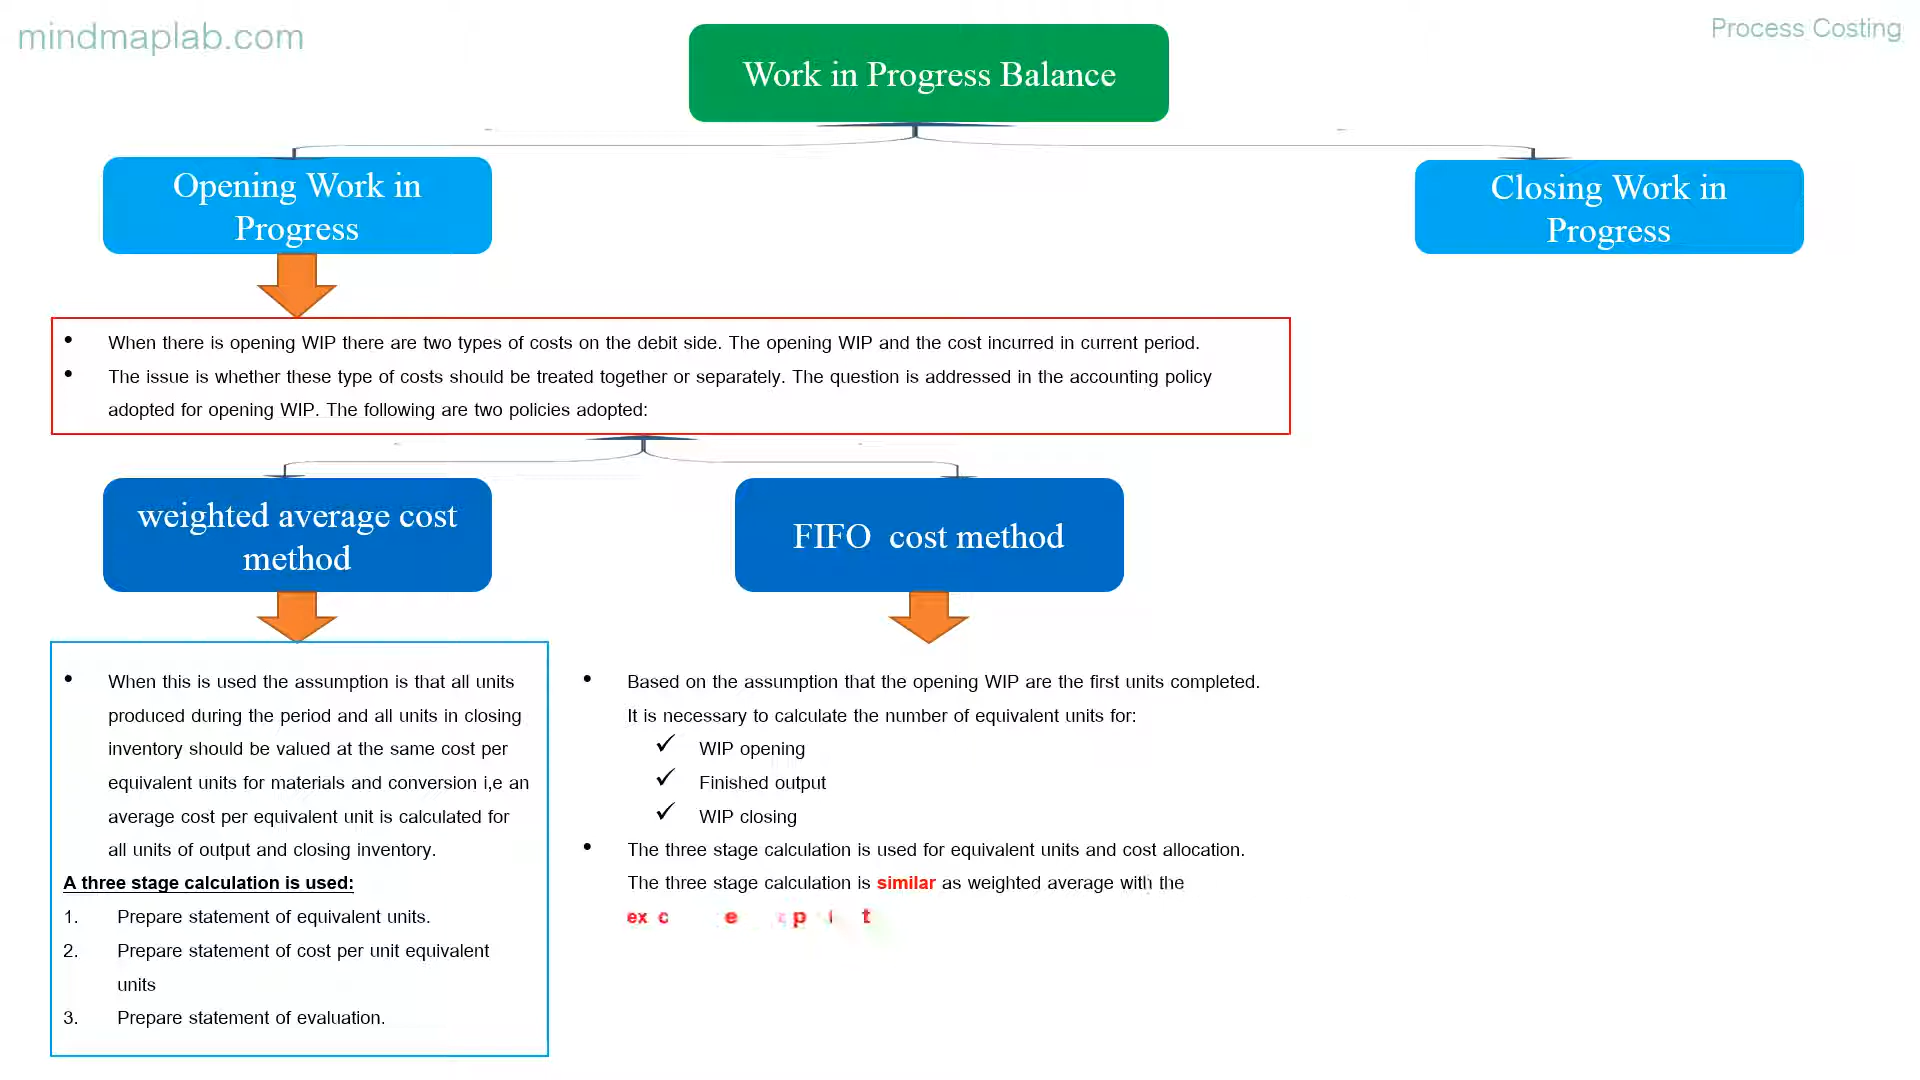 mindmaplab.com
Process Costing
Work in Progress Balance
Opening Work in
Progress
Closing Work in
Progress
• When there is opening WIP there are two types of costs on the debit side. The opening WIP and the cost incurred in current period.
• The issue is whether these type of costs should be treated together or separately. The question is addressed in the accounting policy
adopted for opening WIP. The following are two policies adopted:
weighted average cost
method
FIFO cost method
• When this is used the assumption is that all units
produced during the period and all units in closing
inventory should be valued at the same cost per
equivalent units for materials and conversion i,e an
average cost per equivalent unit is calculated for
all units of output and closing inventory.
A three stage calculation is used:
1. Prepare statement of equivalent units.
2. Prepare statement of cost per unit equivalent
units
3. Prepare statement of evaluation.
• Based on the assumption that the opening WIP are the first units completed.
It is necessary to calculate the number of equivalent units for:
✓ WIP opening
✓ Finished output
✓ WIP closing
• The three stage calculation is used for equivalent units and cost allocation.
The three stage calculation is similar as weighted average with the